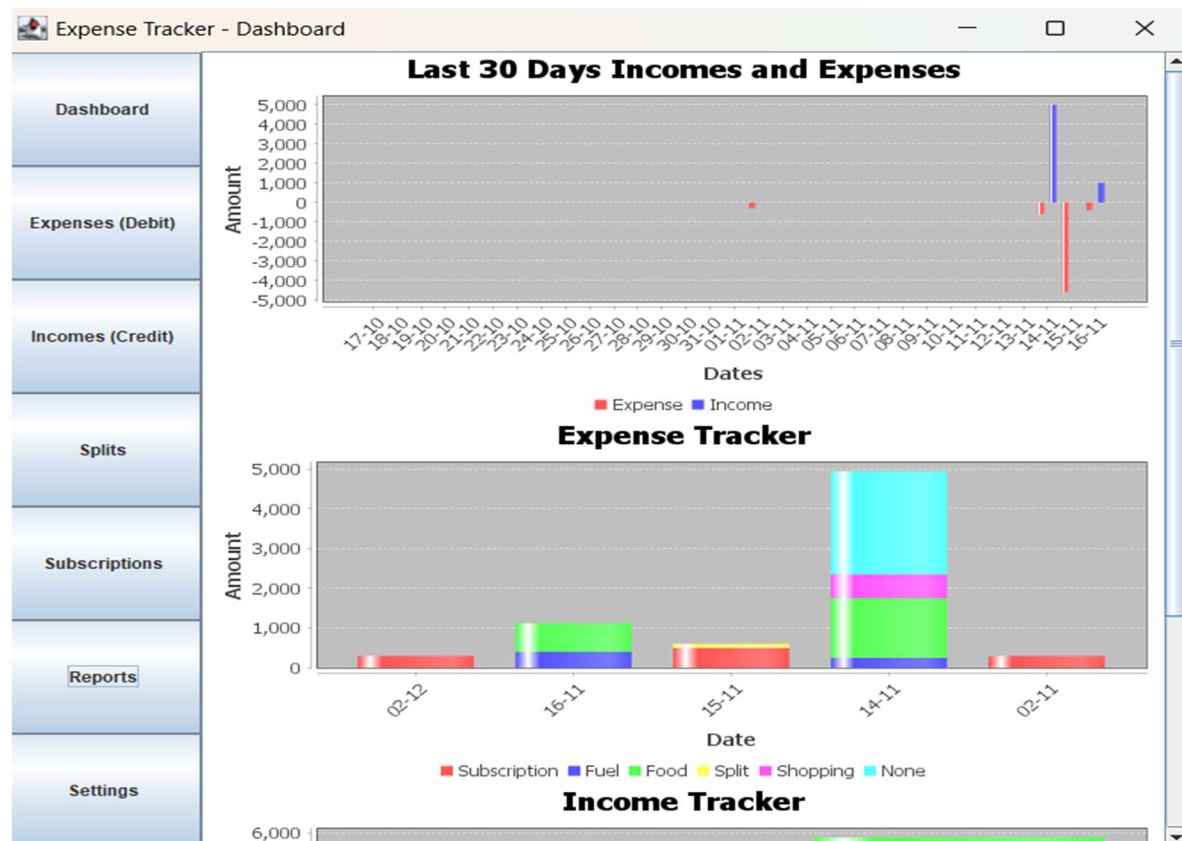 Expense Tracker - Dashboard
Dashboard
Expenses (Debit)
Incomes (Credit)
Splits
Subscriptions
Reports
Settings
Last 30 Days Incomes and Expenses
Amount
5,000
4,000
3,000
2,000
1,000
0
-1,000
-2,000
-3,000
-4,000
-5,000
17-10 18-10 19-10 20-10 21-10 22-10 23-10 24-10 25-10 26-10 27-10 28-10 29-10 30-10 31-10 01-11 02-11 03-11 04-11 05-11 06-11 07-11 08-11 09-11 10-11 11-11 12-11 13-11 14-11 15-11 16-11
Dates
Expense Income
Expense Tracker
Amount
5,000
4,000
3,000
2,000
1,000
0
02-12 16-11 15-11 14-11 02-11
Date
Subscription Fuel Food Split Shopping None
Income Tracker
6,000